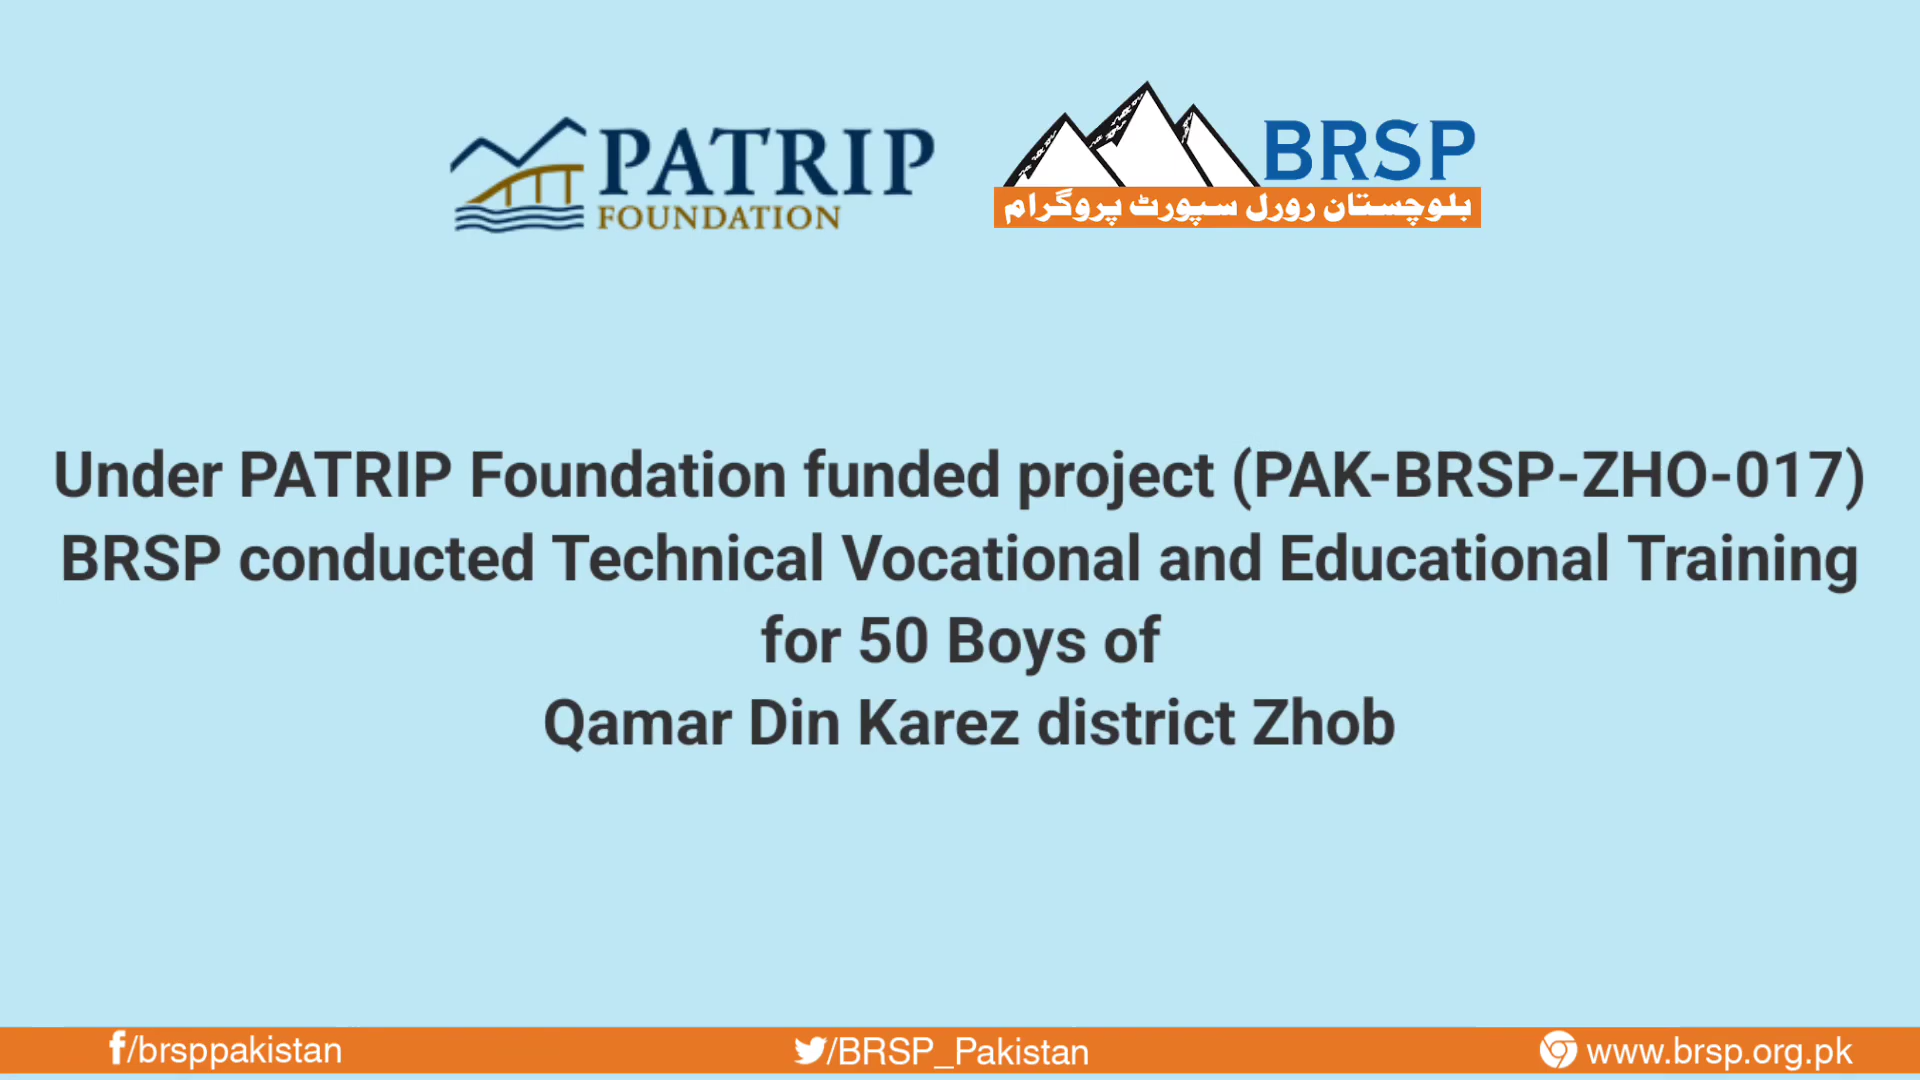 PATRIP
FOUNDATION
BRSP
بلوچستان رورل سپورٹ پروگرام
Under PATRIP Foundation funded project (PAK-BRSP-ZHO-017)
BRSP conducted Technical Vocational and Educational Training
for 50 Boys of
Qamar Din Karez district Zhob
f/brsppakistan
/BRSP_Pakistan
www.brsp.org.pk